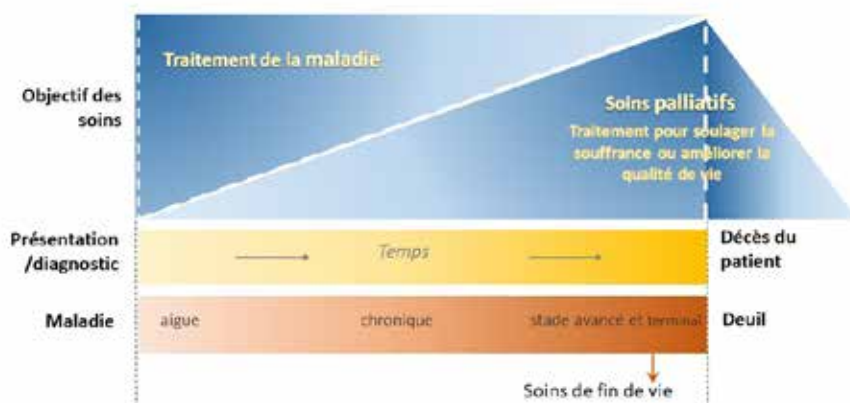 Traitement de la maladie
Objectif des
soins
Soins palliatifs
Traitement pour soulager la
souffrance ou améliorer la
qualité de vie
Présentation
/diagnostic
Temps
Décès du
patient
Maladie
aigue
chronique
stade avancé et terminal
Deuil
Soins de fin de vie